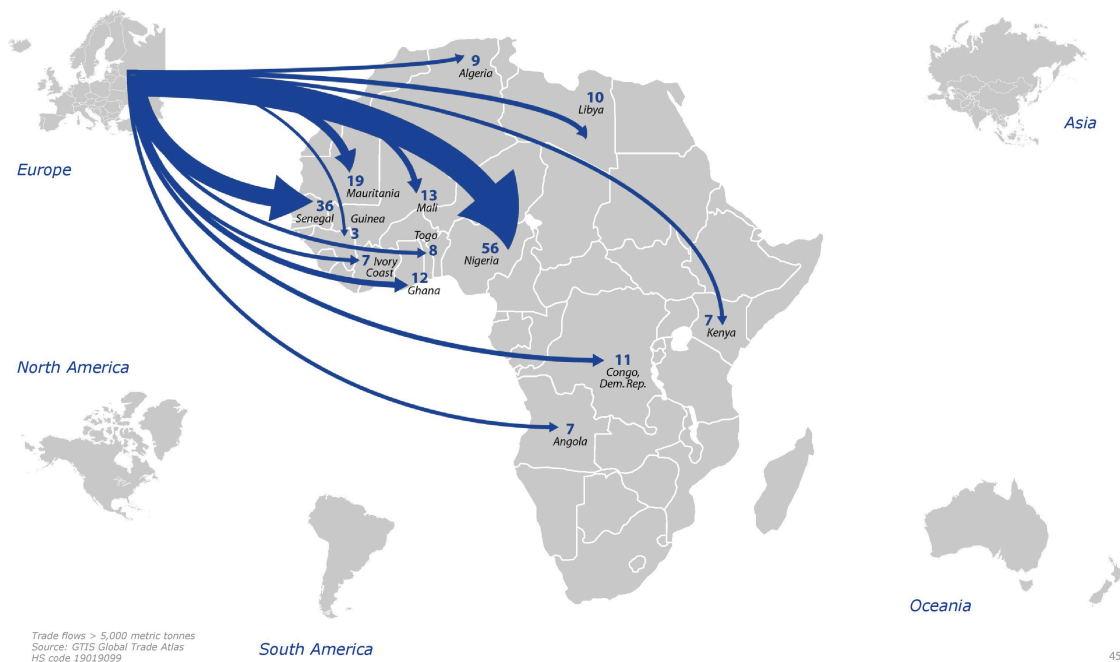 9
Algeria
10
Libya
Asia
Europe
19
Mauritania
13
Mali
36
Senegal
Guinea
3
Togo
8
56
Nigeria
7 Ivory
Coast
12
Ghana
7
Kenya
11
Congo,
Dem.Rep.
North America
7
Angola
Oceania
South America
Trade flows > 5,000 metric tonnes
Source: GTIS Global Trade Atlas
HS code 19019099
45